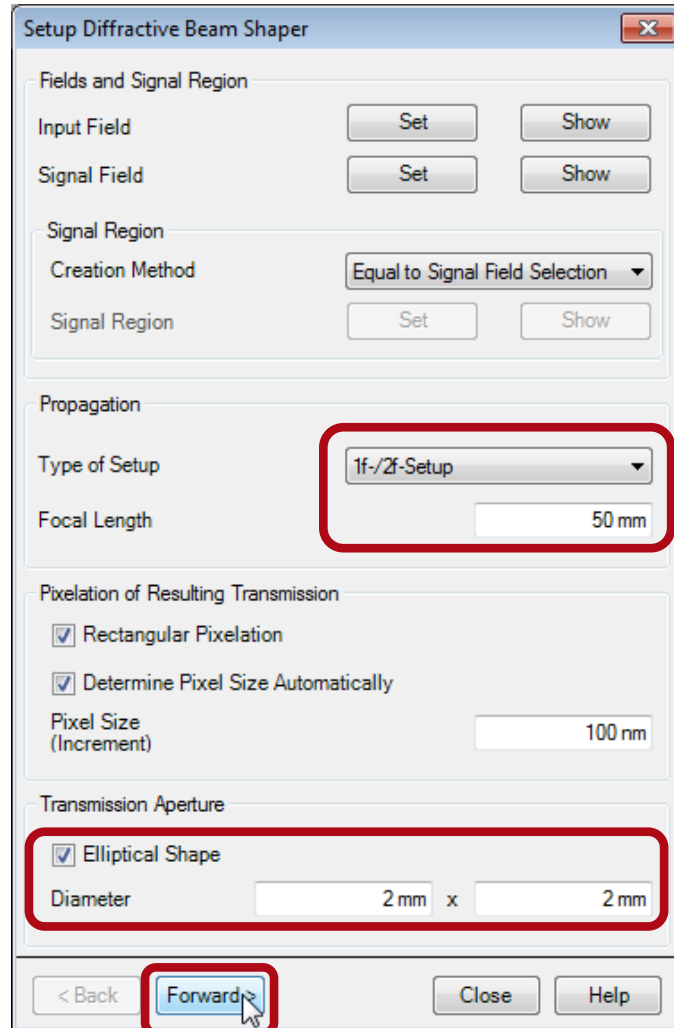 Setup Diffractive Beam Shaper
Fields and Signal Region
Input Field Set Show
Signal Field Set Show
Signal Region
Creation Method Equal to Signal Field Selection
Signal Region Set Show
Propagation
Type of Setup 1f-/2f-Setup
Focal Length 50 mm
Pixelation of Resulting Transmission
Rectangular Pixelation
Determine Pixel Size Automatically
Pixel Size
(Increment) 100 nm
Transmission Aperture
Elliptical Shape
Diameter 2 mm x 2 mm
< Back Forward > Close Help